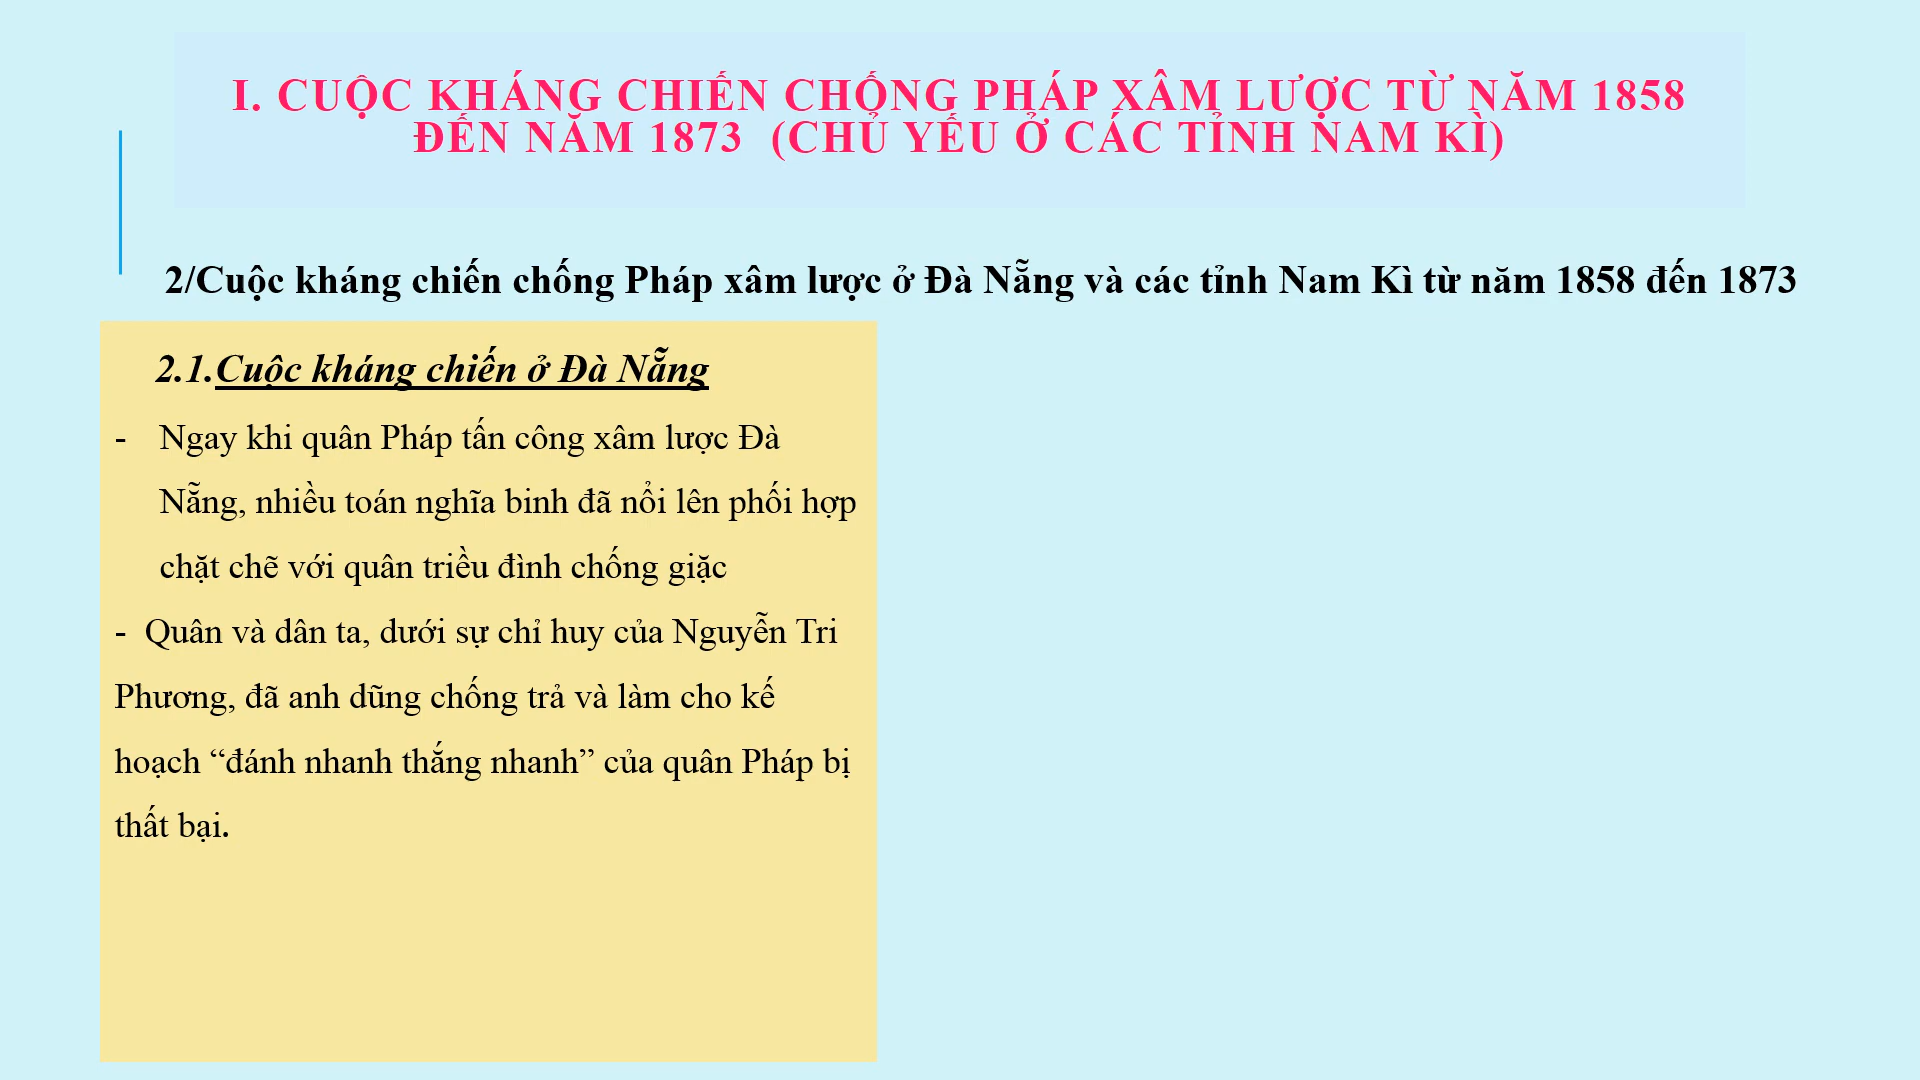 I. CUỘC KHÁNG CHIẾN CHỐNG PHÁP XÂM LƯỢC TỪ NĂM 1858
ĐẾN NĂM 1873 (CHỦ YẾU Ở CÁC TỈNH NAM KÌ)
2/Cuộc kháng chiến chống Pháp xâm lược ở Đà Nẵng và các tỉnh Nam Kì từ năm 1858 đến 1873
2.1.Cuộc kháng chiến ở Đà Nẵng
- Ngay khi quân Pháp tấn công xâm lược Đà
Nẵng, nhiều toán nghĩa binh đã nổi lên phối hợp
chặt chẽ với quân triều đình chống giặc
- Quân và dân ta, dưới sự chỉ huy của Nguyễn Tri
Phương, đã anh dũng chống trả và làm cho kế
hoạch “đánh nhanh thắng nhanh” của quân Pháp bị
thất bại.